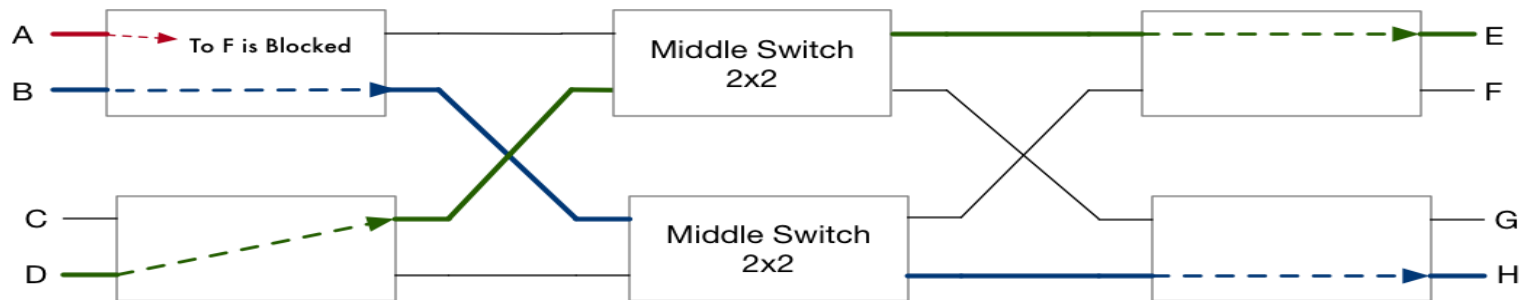 A
To F is Blocked
Middle Switch
2x2
E
B
F
C
Middle Switch
2x2
G
D
H